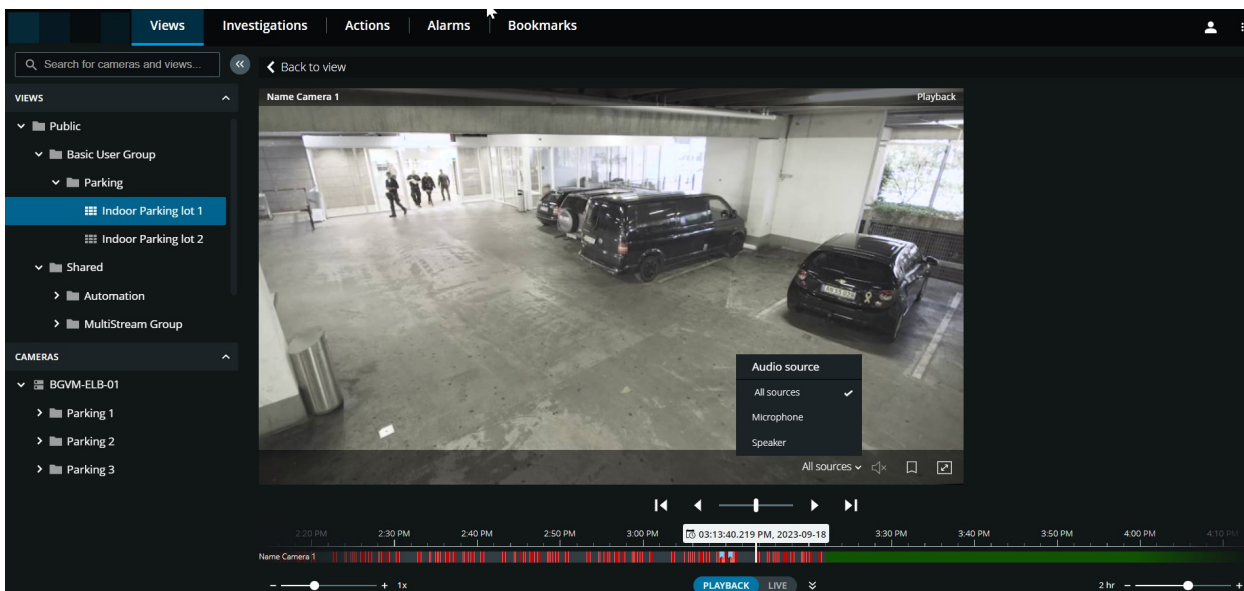 Views
Investigations
Actions
Alarms
Bookmarks
Search for cameras and views...
Back to view
VIEWS
Public
Basic User Group
Parking
Indoor Parking lot 1
Indoor Parking lot 2
Shared
Automation
MultiStream Group
CAMERAS
BGVM-ELB-01
Parking 1
Parking 2
Parking 3
Name Camera 1
Playback
Audio source
All sources
Microphone
Speaker
All sources
2:20 PM
2:30 PM
2:40 PM
2:50 PM
3:00 PM
03:13:40.219 PM, 2023-09-18
3:30 PM
3:40 PM
3:50 PM
4:00 PM
4:10 PM
Name Camera 1
- + 1x
PLAYBACK LIVE
2 hr - +